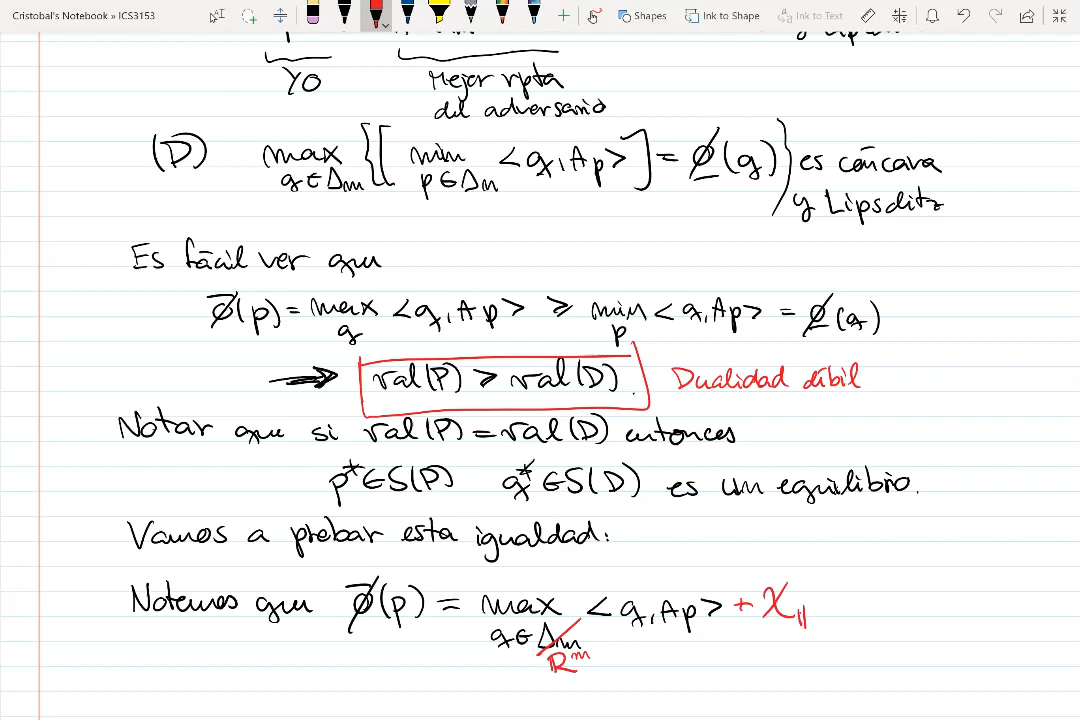 Cristobal's Notebook » ICS3153
Shapes Ink to Shape Ink to Text
YO Mejor rpta
del adversario
(D) max {[ min <q,Ap> ] = φ(q) } es cóncava
q∈Δm p∈Δn y Lipschitz
Es fácil ver que
φ̄(p) = max <q,Ap> ≥ min <q,Ap> = φ(q)
q p
→ val(P) ≥ val(D) Dualidad débil
Notar que si val(P) = val(D) entonces
p*∈S(P) q*∈S(D) es un equilibrio.
Vamos a probar esta igualdad:
Notemos que φ̄(p) = max <q,Ap> + χ
q∈Δm
ℝᵐ